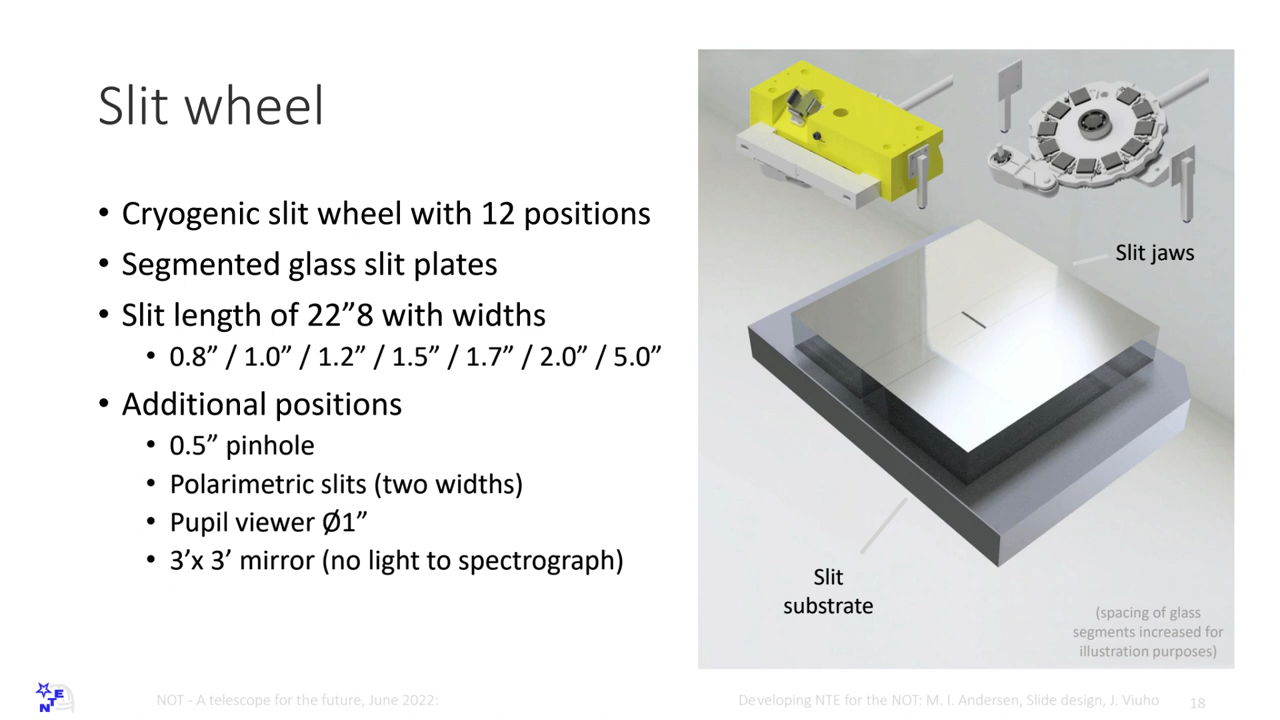 Slit wheel
• Cryogenic slit wheel with 12 positions
• Segmented glass slit plates
• Slit length of 22”8 with widths
• 0.8” / 1.0” / 1.2” / 1.5” / 1.7” / 2.0” / 5.0”
• Additional positions
• 0.5” pinhole
• Polarimetric slits (two widths)
• Pupil viewer Ø1”
• 3’x 3’ mirror (no light to spectrograph)
Slit jaws
Slit
substrate
(spacing of glass
segments increased for
illustration purposes)
NTE
NOT - A telescope for the future, June 2022:
Developing NTE for the NOT: M. I. Andersen, Slide design, J. Viuho
18